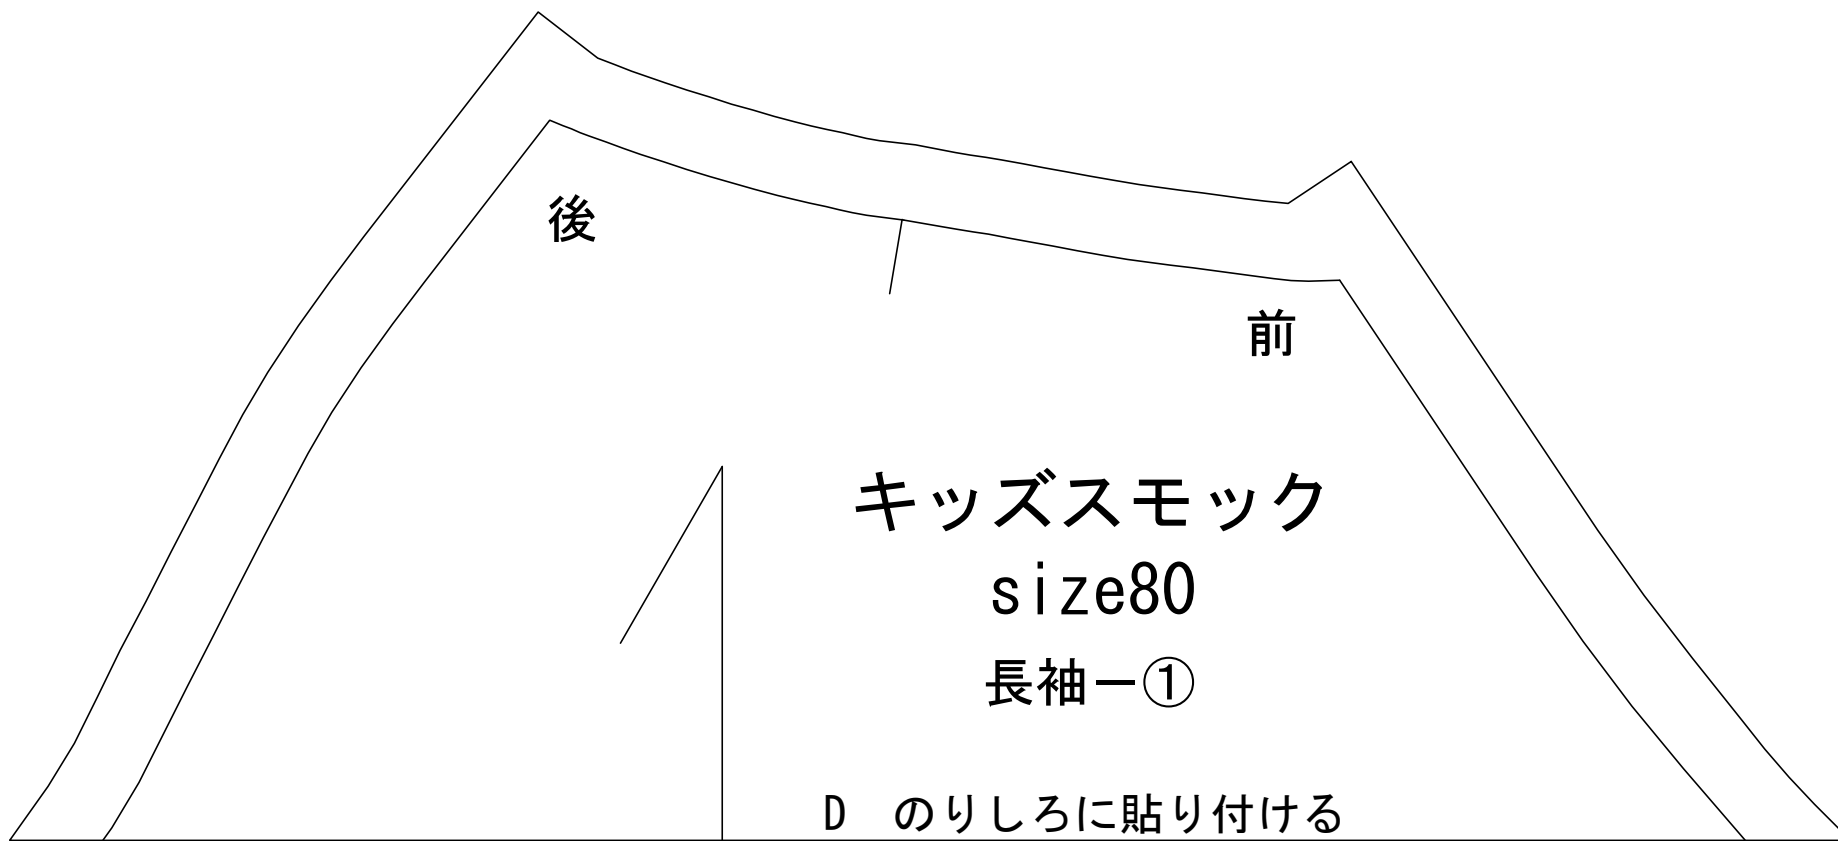 後
前
キッズスモック
size80
長袖ー①
D　のりしろに貼り付ける